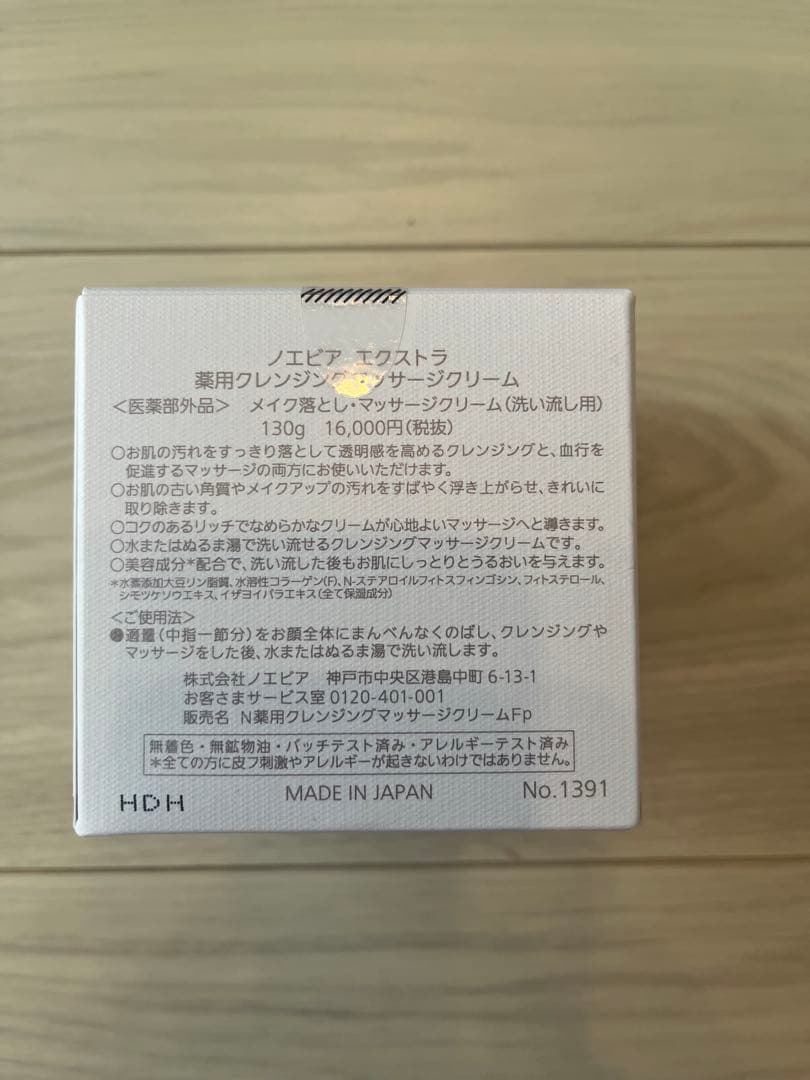 ノエビア エクストラ
薬用クレンジングマッサージクリーム
＜医薬部外品＞ メイク落とし・マッサージクリーム（洗い流し用）
130g 16,000円（税抜）
○お肌の汚れをすっきり落として透明感を高めるクレンジングと、血行を
促進するマッサージの両方にお使いいただけます。
○お肌の古い角質やメイクアップの汚れをすばやく浮き上がらせ、きれいに
取り除きます。
○コクのあるリッチでなめらかなクリームが心地よいマッサージへと導きます。
○水またはぬるま湯で洗い流せるクレンジングマッサージクリームです。
○美容成分*配合で、洗い流した後もお肌にしっとりとうるおいを与えます。
*水素添加大豆リン脂質、水溶性コラーゲン(F)、N-ステアロイルフィトスフィンゴシン、フィトステロール、
シモツケソウエキス、イザヨイバラエキス（全て保湿成分）
＜ご使用法＞
●適量（中指一節分）をお顔全体にまんべんなくのばし、クレンジングや
マッサージをした後、水またはぬるま湯で洗い流します。
株式会社ノエビア 神戸市中央区港島中町 6-13-1
お客さまサービス室 0120-401-001
販売名 N薬用クレンジングマッサージクリームFp
無着色・無鉱物油・パッチテスト済み・アレルギーテスト済み
*全ての方に皮フ刺激やアレルギーが起きないわけではありません。
HDH MADE IN JAPAN No.1391